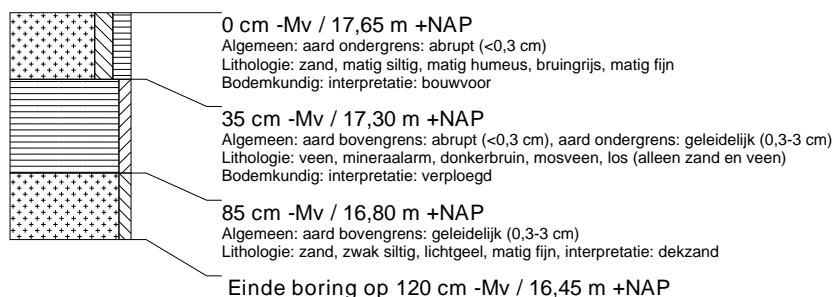 0 cm -Mv / 17,65 m +NAP
Algemeen: aard ondergrens: abrupt (<0,3 cm)
Lithologie: zand, matig siltig, matig humeus, bruingrijs, matig fijn
Bodemkundig: interpretatie: bouwvoor
35 cm -Mv / 17,30 m +NAP
Algemeen: aard bovengrens: abrupt (<0,3 cm), aard ondergrens: geleidelijk (0,3-3 cm)
Lithologie: veen, mineraalarm, donkerbruin, mosveen, los (alleen zand en veen)
Bodemkundig: interpretatie: verploegd
85 cm -Mv / 16,80 m +NAP
Algemeen: aard bovengrens: geleidelijk (0,3-3 cm)
Lithologie: zand, zwak siltig, lichtgeel, matig fijn, interpretatie: dekzand
Einde boring op 120 cm -Mv / 16,45 m +NAP